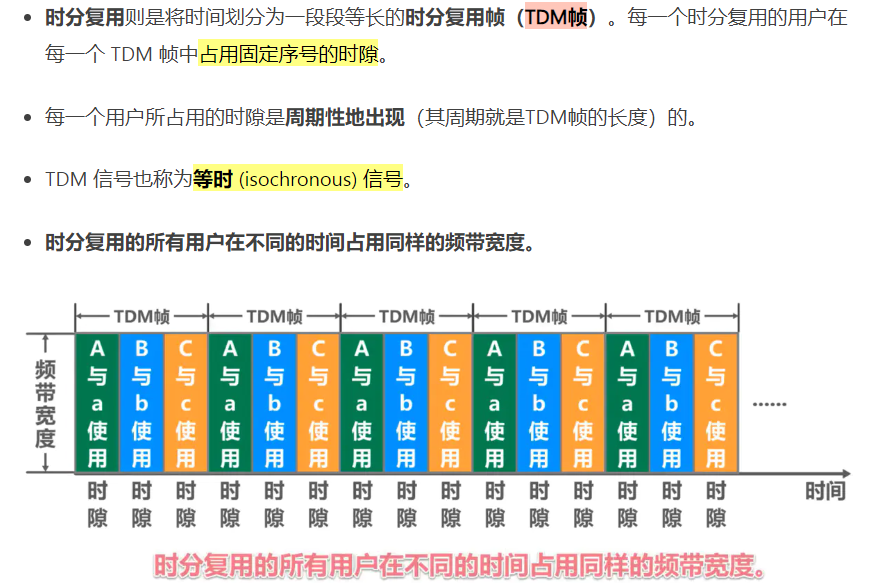 • 时分复用则是将时间划分为一段段等长的时分复用帧（TDM帧）。每一个时分复用的用户在
每一个 TDM 帧中占用固定序号的时隙。
• 每一个用户所占用的时隙是周期性地出现（其周期就是TDM帧的长度）的。
• TDM 信号也称为等时 (isochronous) 信号。
• 时分复用的所有用户在不同的时间占用同样的频带宽度。
TDM帧 TDM帧 TDM帧 TDM帧 TDM帧
频带宽度
A与a使用
B与b使用
C与c使用
A与a使用
B与b使用
C与c使用
A与a使用
B与b使用
C与c使用
A与a使用
B与b使用
C与c使用
A与a使用
B与b使用
C与c使用
......
时隙 时隙 时隙 时隙 时隙 时隙 时隙 时隙 时隙 时隙 时隙 时隙 时隙 时隙 时隙
时间
时分复用的所有用户在不同的时间占用同样的频带宽度。